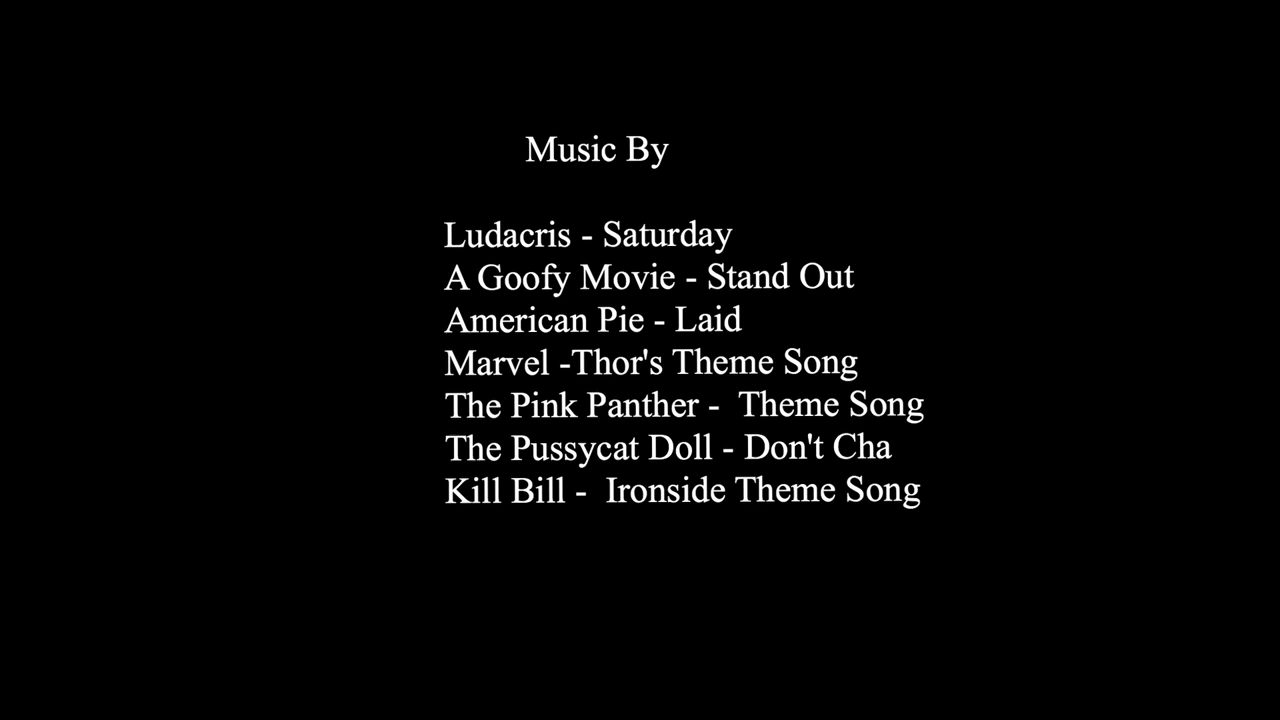 Music By
Ludacris - Saturday
A Goofy Movie - Stand Out
American Pie - Laid
Marvel -Thor's Theme Song
The Pink Panther -  Theme Song
The Pussycat Doll - Don't Cha
Kill Bill -  Ironside Theme Song